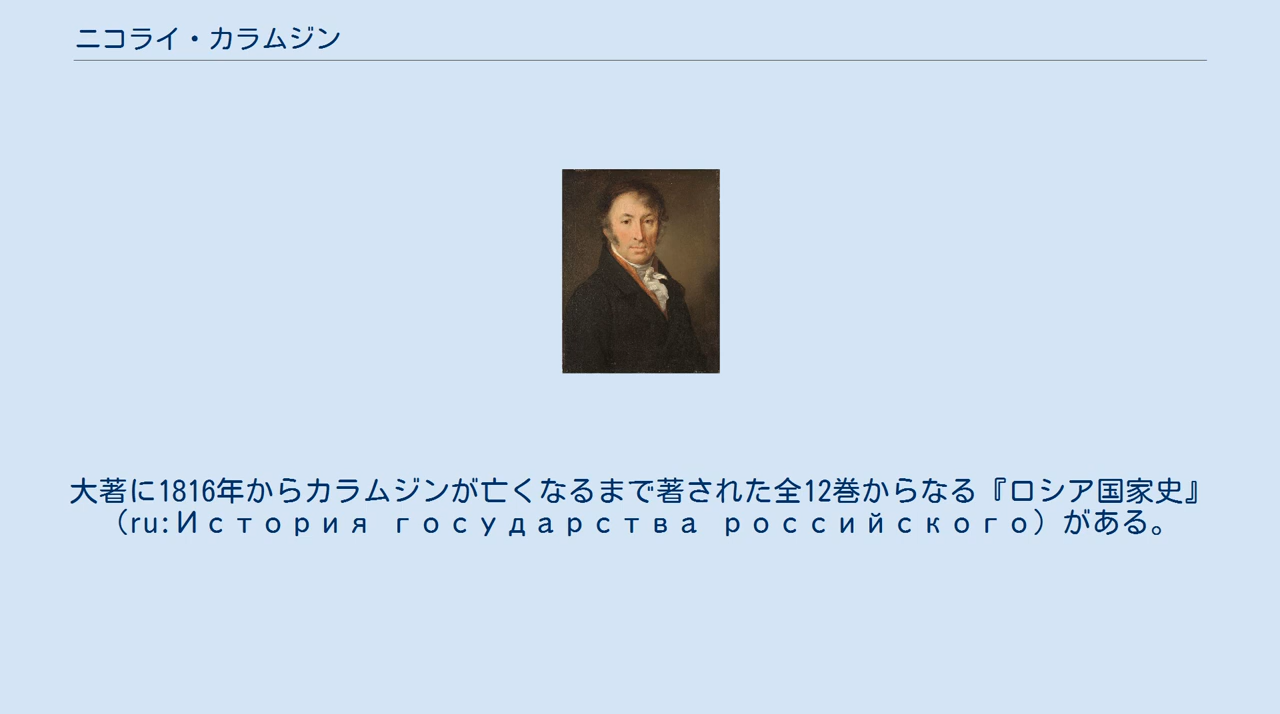 ニコライ・カラムジン
大著に1816年からカラムジンが亡くなるまで著された全12巻からなる『ロシア国家史』
（ru:История государства российского）がある。